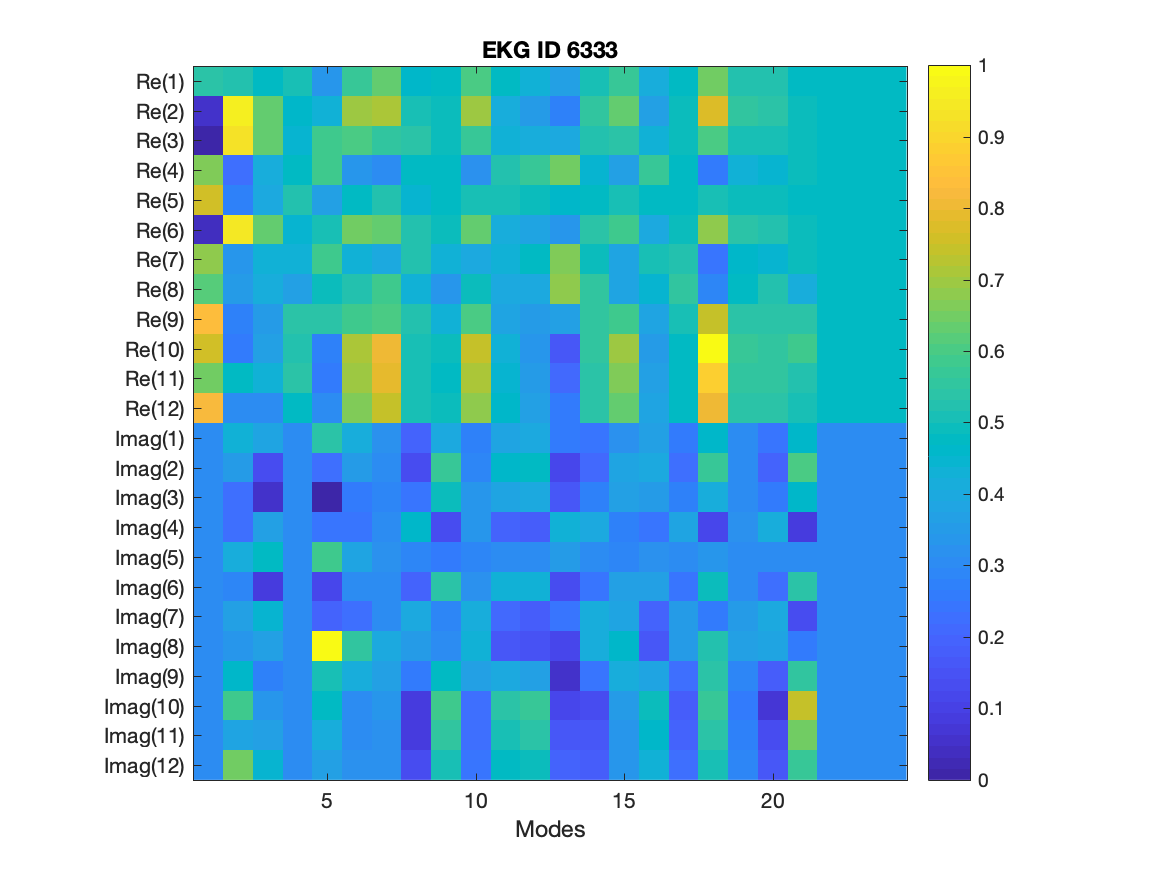 EKG ID 6333
Re(1)
Re(2)
Re(3)
Re(4)
Re(5)
Re(6)
Re(7)
Re(8)
Re(9)
Re(10)
Re(11)
Re(12)
Imag(1)
Imag(2)
Imag(3)
Imag(4)
Imag(5)
Imag(6)
Imag(7)
Imag(8)
Imag(9)
Imag(10)
Imag(11)
Imag(12)
5 10 15 20
Modes
1
0.9
0.8
0.7
0.6
0.5
0.4
0.3
0.2
0.1
0